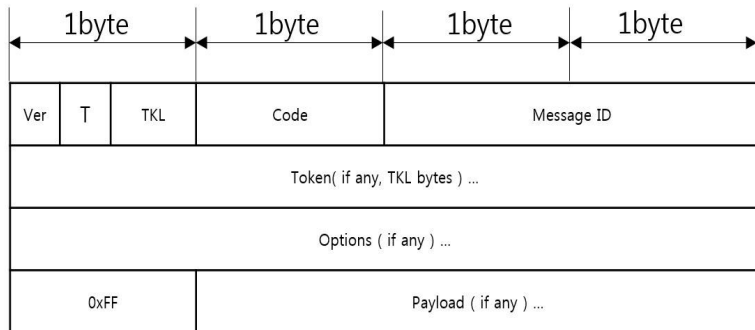 1byte 1byte 1byte 1byte
Ver T TKL Code Message ID
Token( if any, TKL bytes ) ...
Options ( if any ) ...
0xFF Payload ( if any ) ...